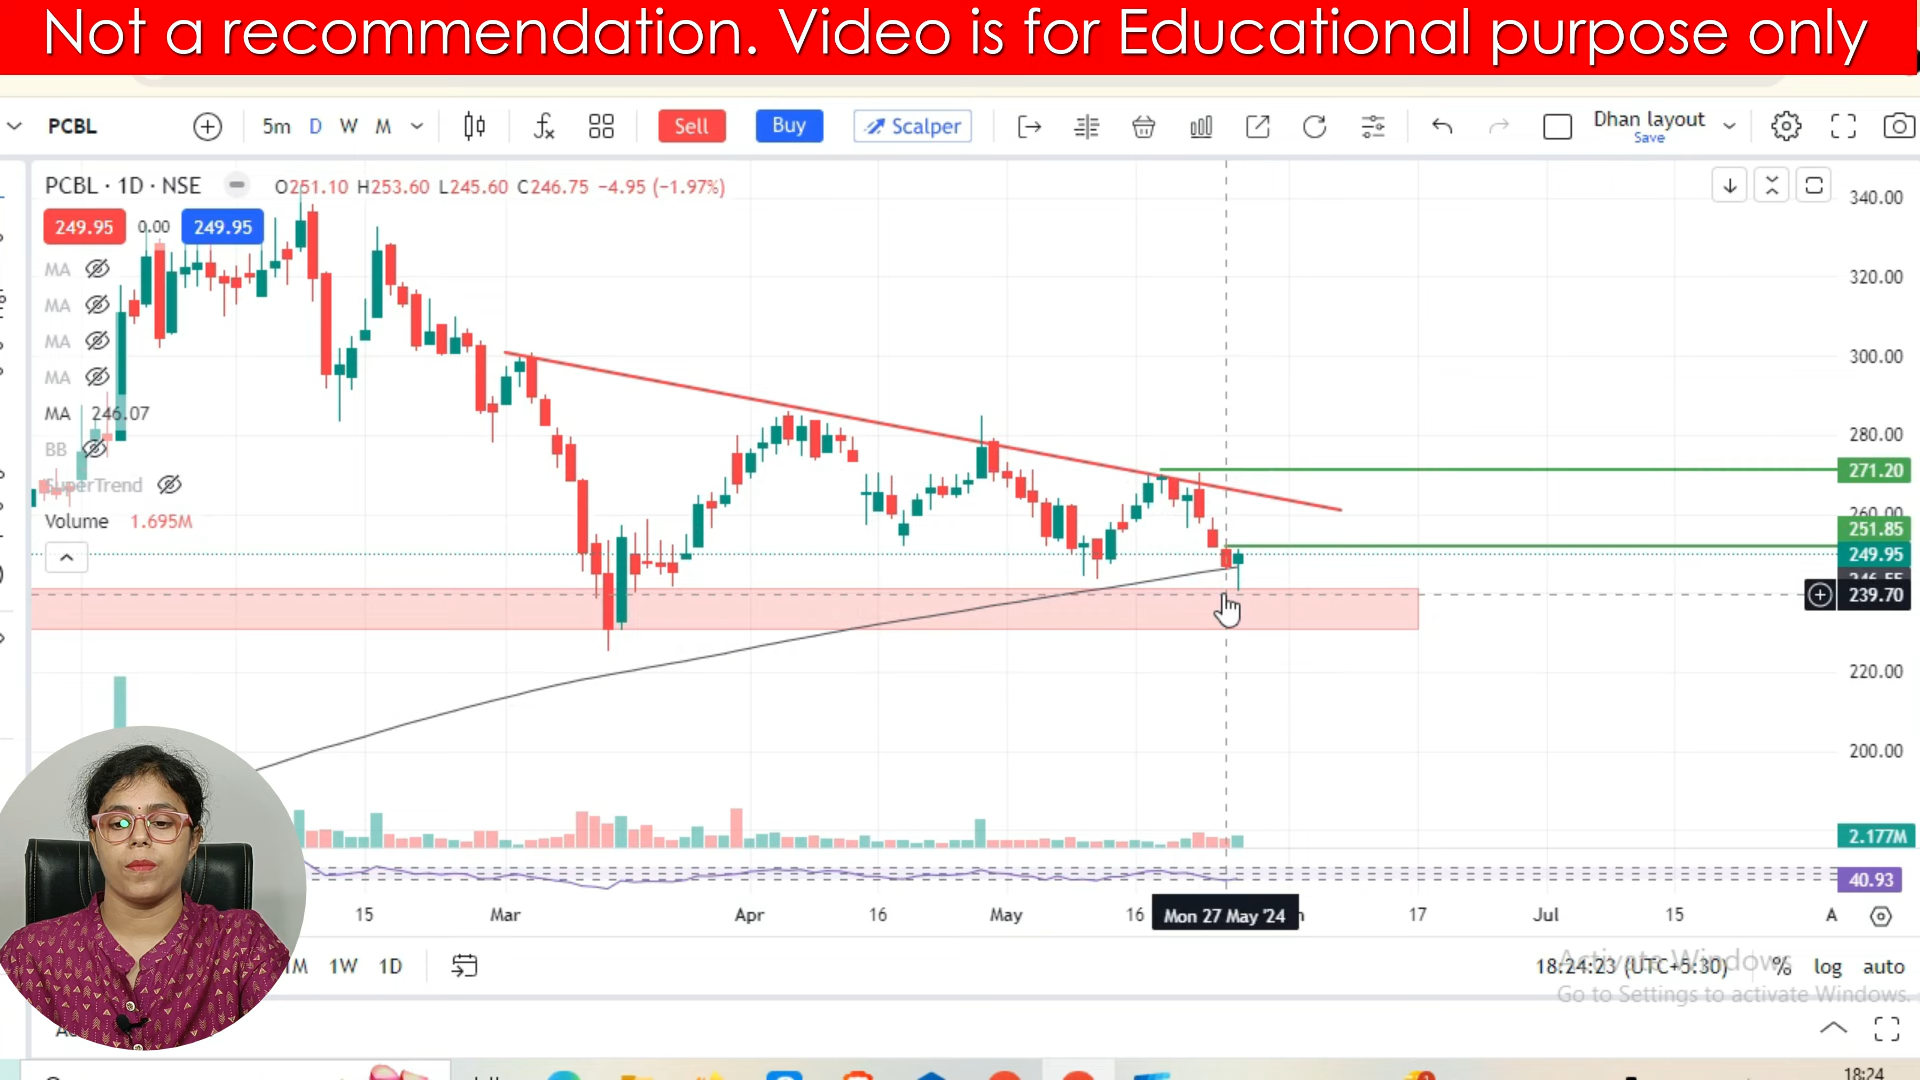 Not a recommendation. Video is for Educational purpose only
PCBL 5m D W M Sell Buy Scalper Dhan layout
Save
PCBL · 1D · NSE O251.10 H253.60 L245.60 C246.75 −4.95 (−1.97%)
249.95 0.00 249.95
MA
MA
MA
MA
MA 246.07
BB
SuperTrend
Volume 1.695M
340.00
320.00
300.00
280.00
271.20
260.00
251.85
249.95
246.55
239.70
220.00
200.00
2.177M
40.93
15 Mar Apr 16 May 16 Mon 27 May '24 17 Jul 15 A
1M 1W 1D 18:24:23 (UTC+5:30) % log auto
Activate Windows
Go to Settings to activate Windows.
18:24